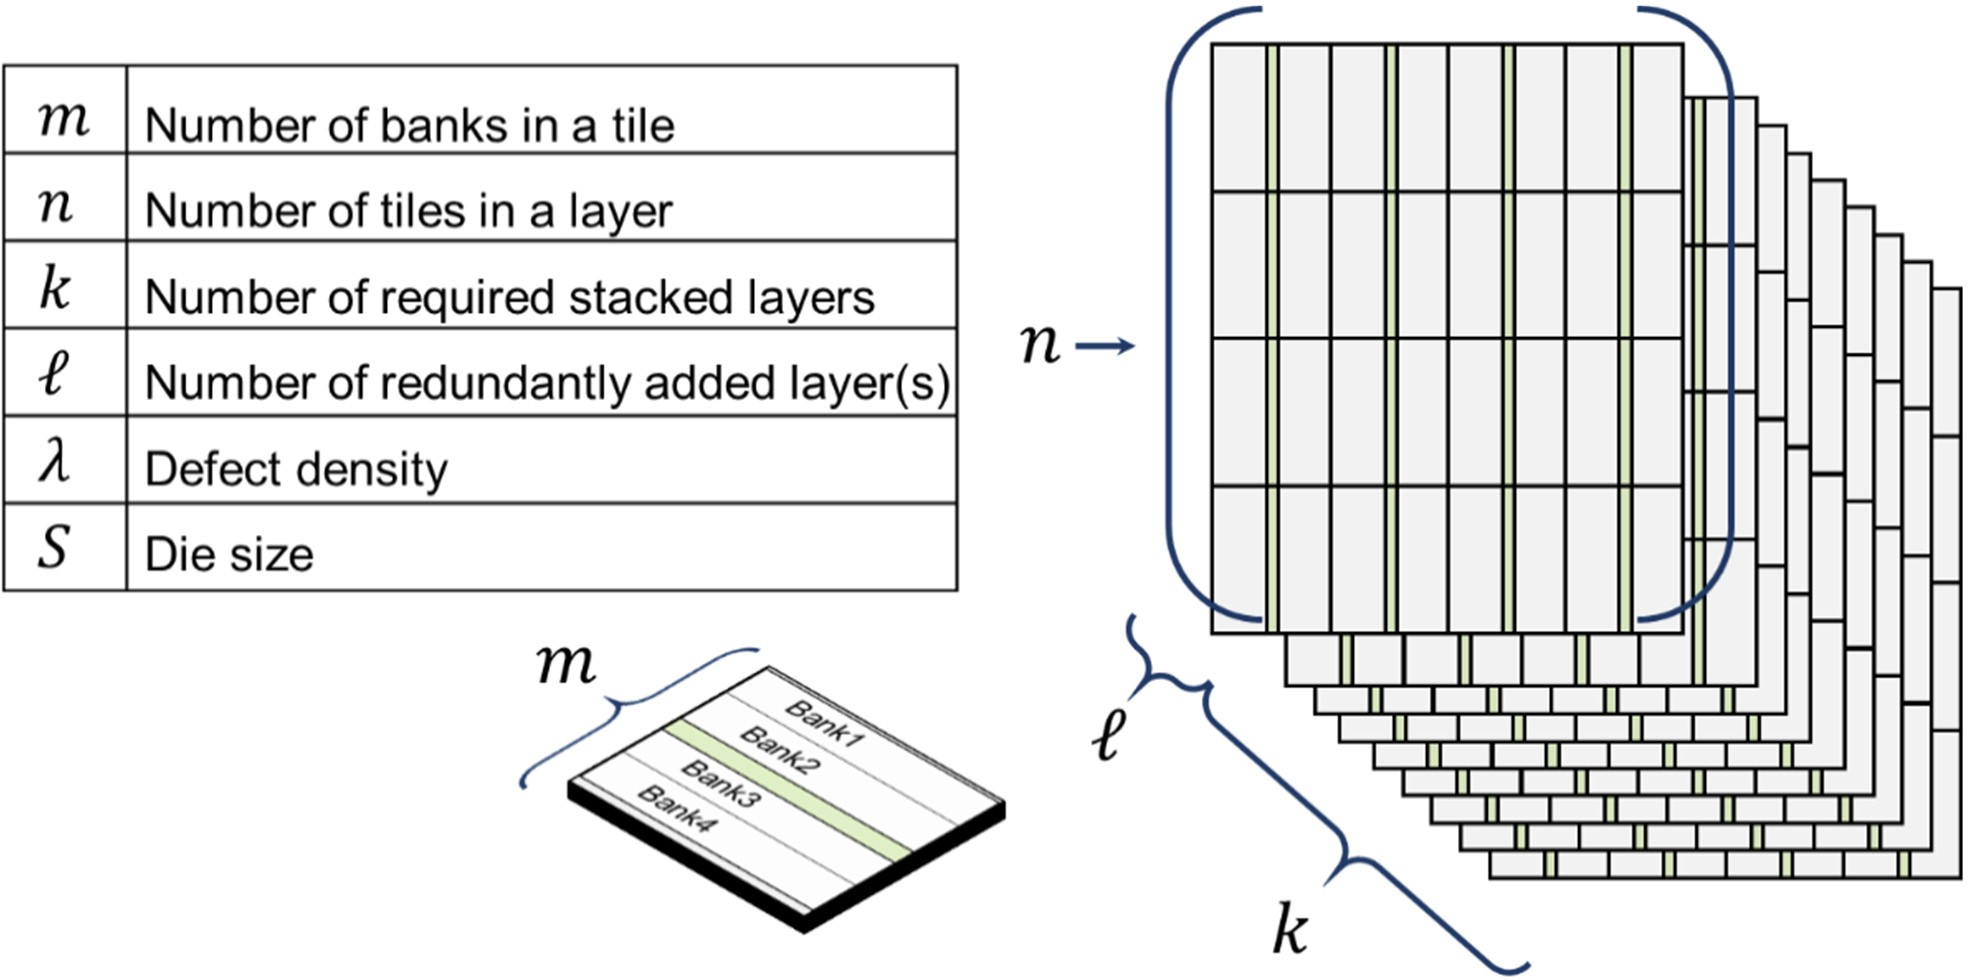 m Number of banks in a tile
n Number of tiles in a layer
k Number of required stacked layers
ℓ Number of redundantly added layer(s)
λ Defect density
S Die size
m
Bank1
Bank2
Bank3
Bank4
n
ℓ
k